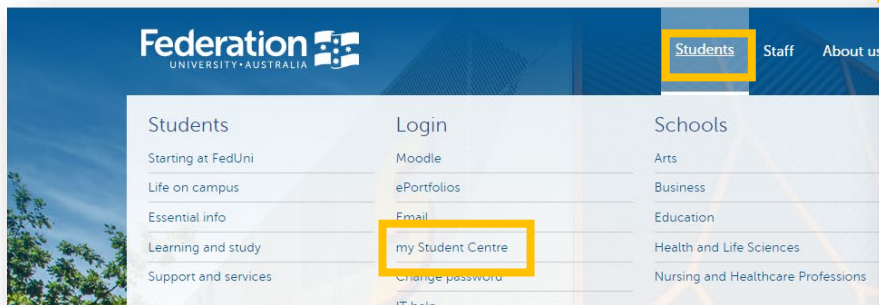 Federation
UNIVERSITY • AUSTRALIA
Students Staff About us
Students
Starting at FedUni
Life on campus
Essential info
Learning and study
Support and services
Login
Moodle
ePortfolios
Email
my Student Centre
Change password
IT help
Schools
Arts
Business
Education
Health and Life Sciences
Nursing and Healthcare Professions